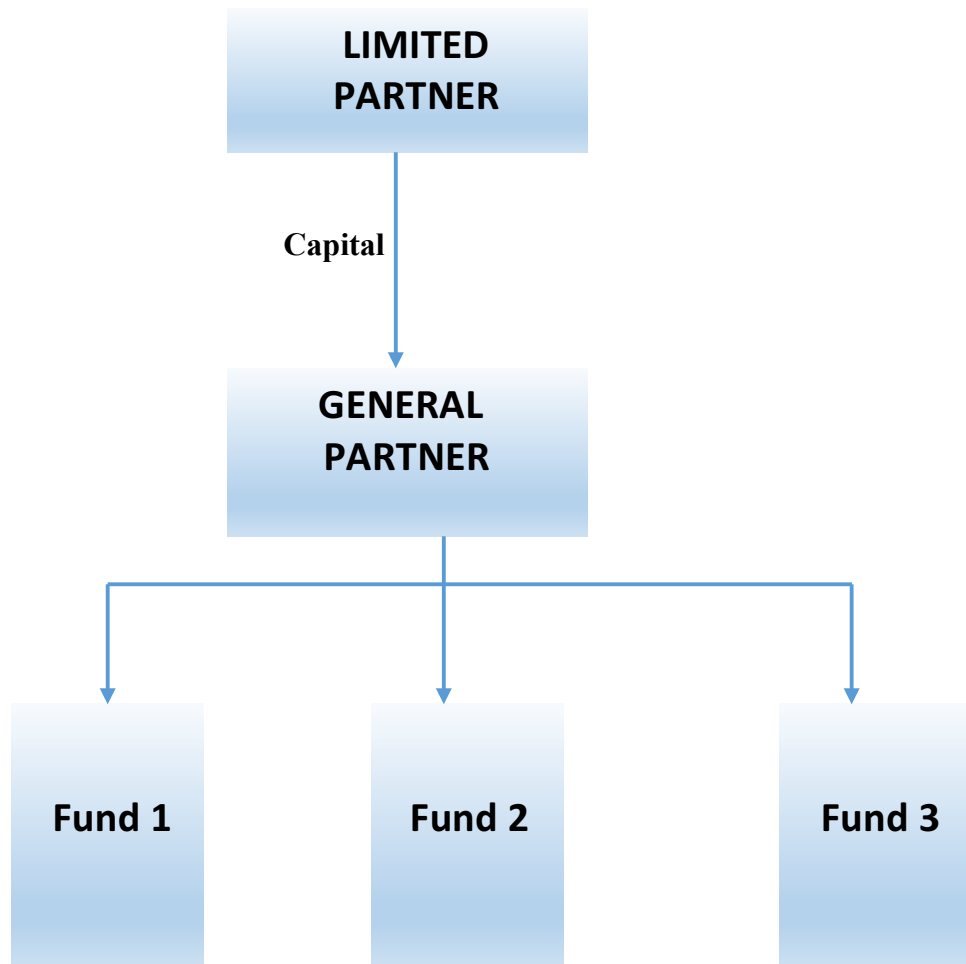 LIMITED
PARTNER
Capital
GENERAL
PARTNER
Fund 1
Fund 2
Fund 3